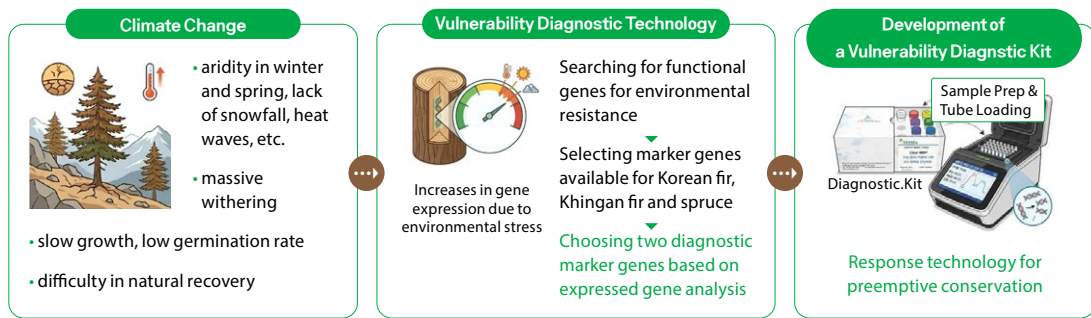 Climate Change
• aridity in winter
and spring, lack
of snowfall, heat
waves, etc.
• massive
withering
• slow growth, low germination rate
• difficulty in natural recovery
Vulnerability Diagnostic Technology
Increases in gene
expression due to
environmental stress
Searching for functional
genes for environmental
resistance
Selecting marker genes
available for Korean fir,
Khingan fir and spruce
Choosing two diagnostic
marker genes based on
expressed gene analysis
Development of
a Vulnerability Diagnstic Kit
Sample Prep &
Tube Loading
Diagnostic.Kit
Response technology for
preemptive conservation